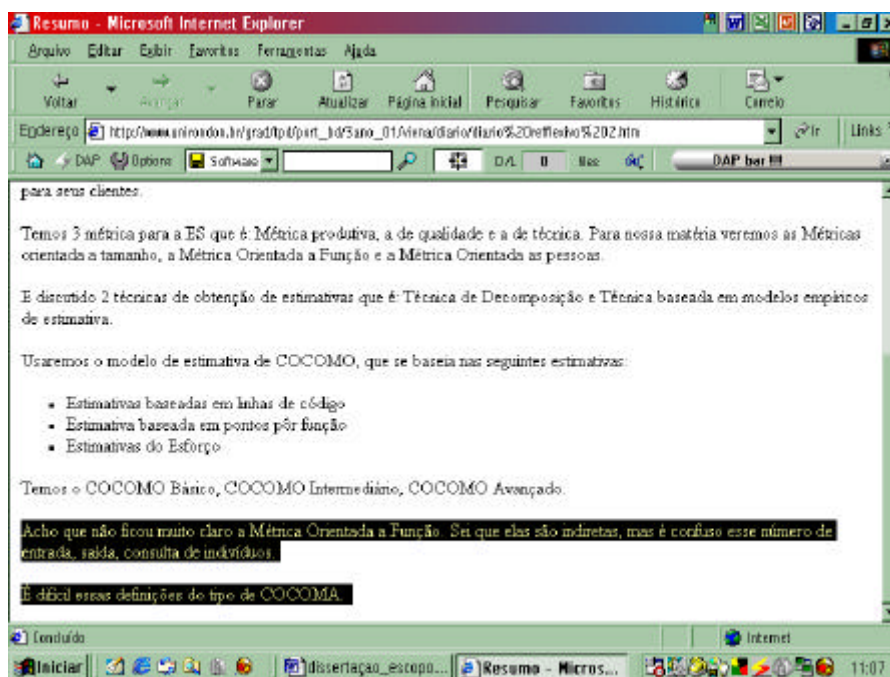 Resumo - Microsoft Internet Explorer
Arquivo Editar Exibir Favoritos Ferramentas Ajuda
Voltar Avançar Parar Atualizar Página inicial Pesquisar Favoritos Histórico Correio
Endereço Ir Links
DAP Options Software D/L 0 DAP bar !!!
para seus clientes.
Temos 3 métrica para a ES que é: Métrica produtiva, a de qualidade e a de técnica. Para nossa matéria veremos as Métricas
orientada a tamanho, a Métrica Orientada a Função e a Métrica Orientada as pessoas.
E discutido 2 técnicas de obtenção de estimativas que é: Técnica de Decomposição e Técnica baseada em modelos empíricos
de estimativa.
Usaremos o modelo de estimativa de COCOMO, que se baseia nas seguintes estimativas:
• Estimativas baseadas em linhas de código
• Estimativa baseada em pontos pôr função
• Estimativas do Esforço
Temos o COCOMO Básico, COCOMO Intermediário, COCOMO Avançado.
Acho que não ficou muito claro a Métrica Orientada a Função. Sei que elas são indiretas, mas é confuso esse número de
entrada, saída, consulta de indivíduos.
É difícil essas definições do tipo de COCOMA.
Concluído Internet
Iniciar dissertaçao_escopo... Resumo - Micros... 11:07